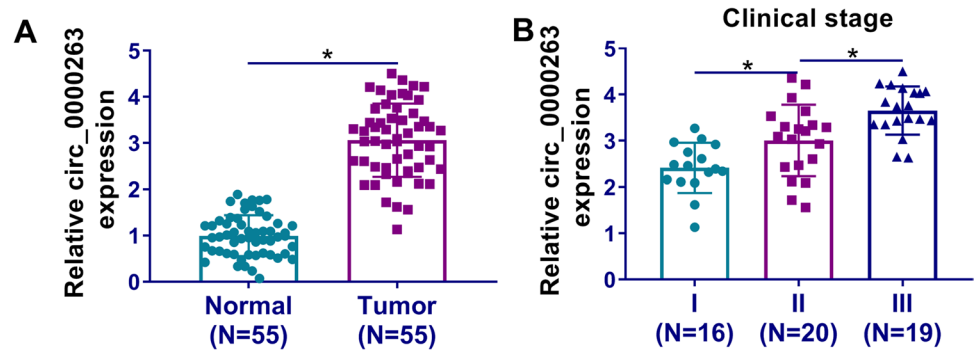 A
Relative circ_0000263
expression
5
4
3
2
1
0
*
Normal
(N=55)
Tumor
(N=55)
B
Clinical stage
Relative circ_0000263
expression
5
4
3
2
1
0
*
*
I
(N=16)
II
(N=20)
III
(N=19)